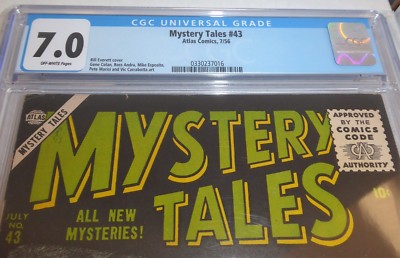 CGC UNIVERSAL GRADE
7.0
OFF-WHITE Pages
Mystery Tales #43
Atlas Comics, 7/56
Bill Everett cover
Gene Colan, Ross Andru, Mike Esposito,
Pete Morisi and Vic Carrabotta art
0330237016
ATLAS
MYSTERY TALES
MYSTERY
TALES
APPROVED
BY THE
COMICS
CODE
AUTHORITY
10¢
JULY
NO.
43
ALL NEW
MYSTERIES!